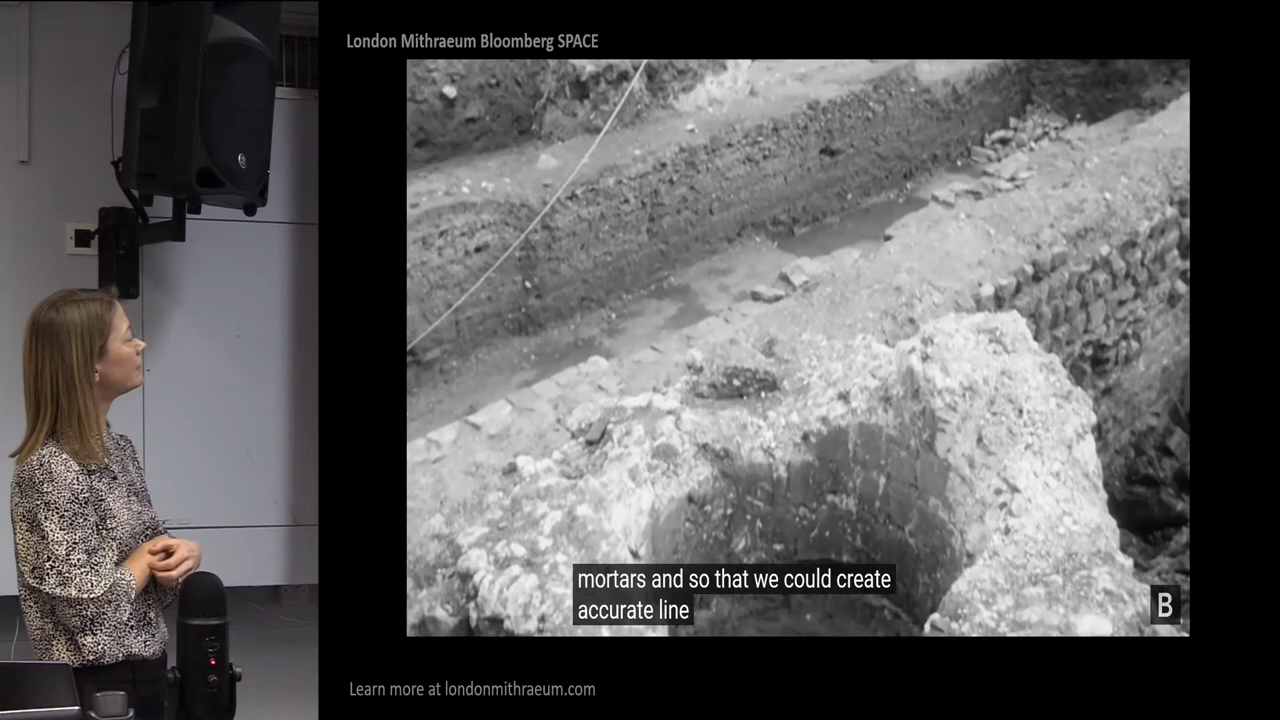 London Mithraeum Bloomberg SPACE
mortars and so that we could create
accurate line
B
Learn more at londonmithraeum.com